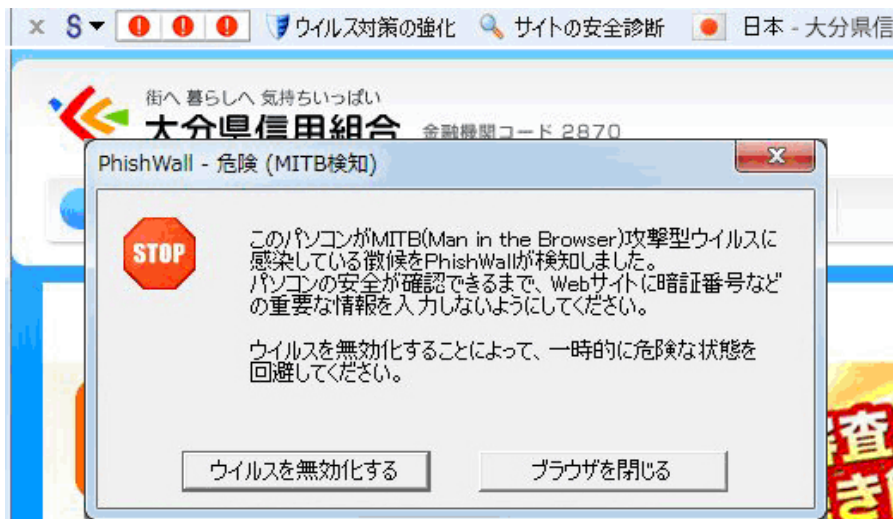 × S▼ ウイルス対策の強化 サイトの安全診断 日本 - 大分県信
街へ 暮らしへ 気持ちいっぱい
大分県信用組合 金融機関コード 2870
PhishWall - 危険 (MITB検知)
STOP
このパソコンがMITB(Man in the Browser)攻撃型ウイルスに
感染している徴候をPhishWallが検知しました。
パソコンの安全が確認できるまで、Webサイトに暗証番号など
の重要な情報を入力しないようにしてください。
ウイルスを無効化することによって、一時的に危険な状態を
回避してください。
ウイルスを無効化する ブラウザを閉じる
査
き